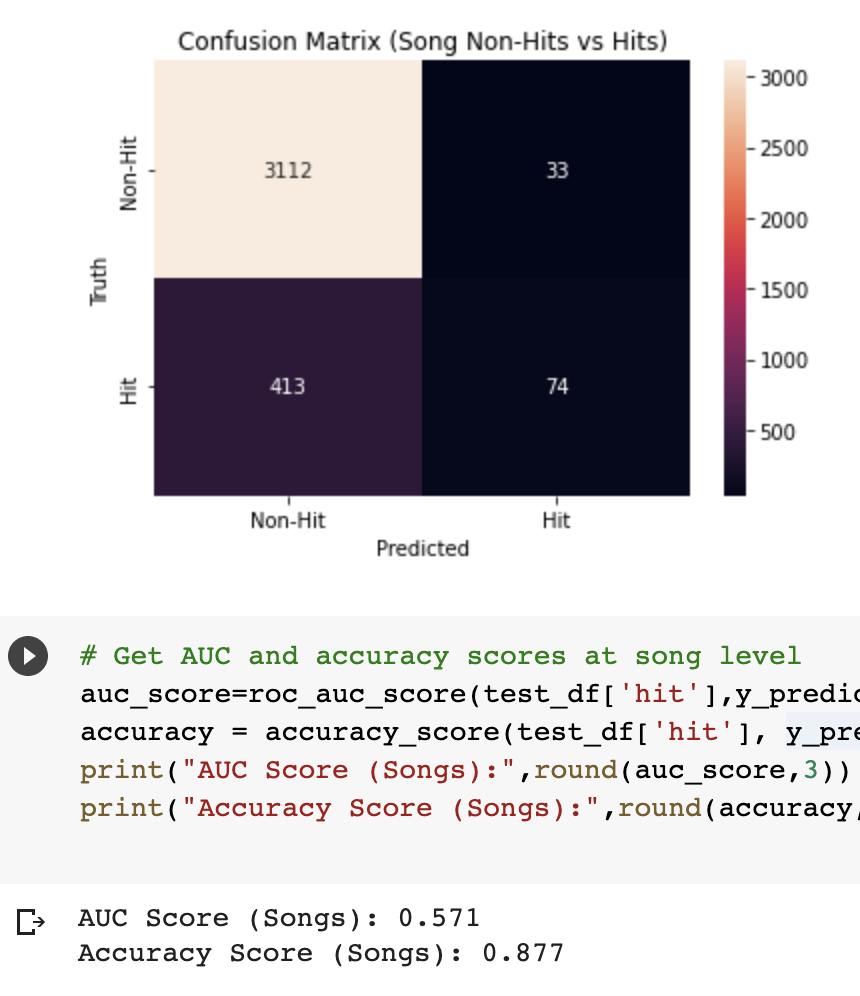 Confusion Matrix (Song Non-Hits vs Hits)
3000
2500
2000
1500
1000
500
Non-Hit
3112
33
Truth
Hit
413
74
Non-Hit
Hit
Predicted
# Get AUC and accuracy scores at song level
auc_score=roc_auc_score(test_df['hit'],y_predic
accuracy = accuracy_score(test_df['hit'], y_pre
print("AUC Score (Songs):",round(auc_score,3))
print("Accuracy Score (Songs):",round(accuracy,
AUC Score (Songs): 0.571
Accuracy Score (Songs): 0.877